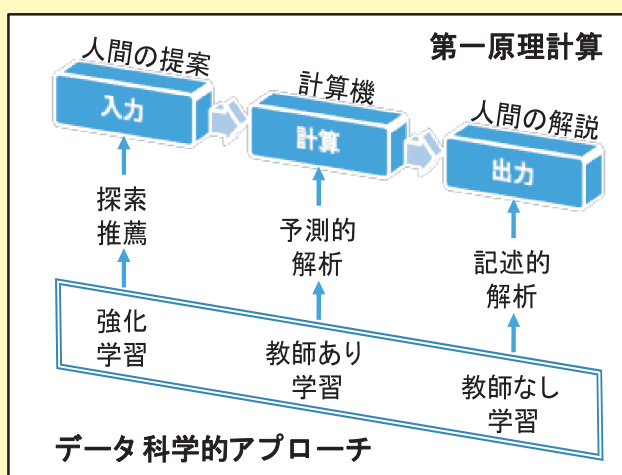 第一原理計算
人間の提案
計算機
人間の解説
入力
計算
出力
探索
推薦
予測的
解析
記述的
解析
強化
学習
教師あり
学習
教師なし
学習
データ科学的アプローチ